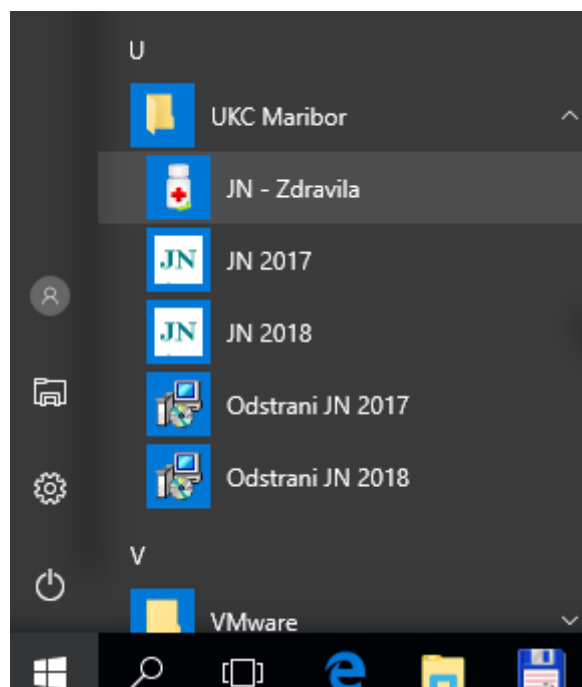 U
UKC Maribor
JN - Zdravila
JN JN 2017
JN JN 2018
Odstrani JN 2017
Odstrani JN 2018
V
VMware